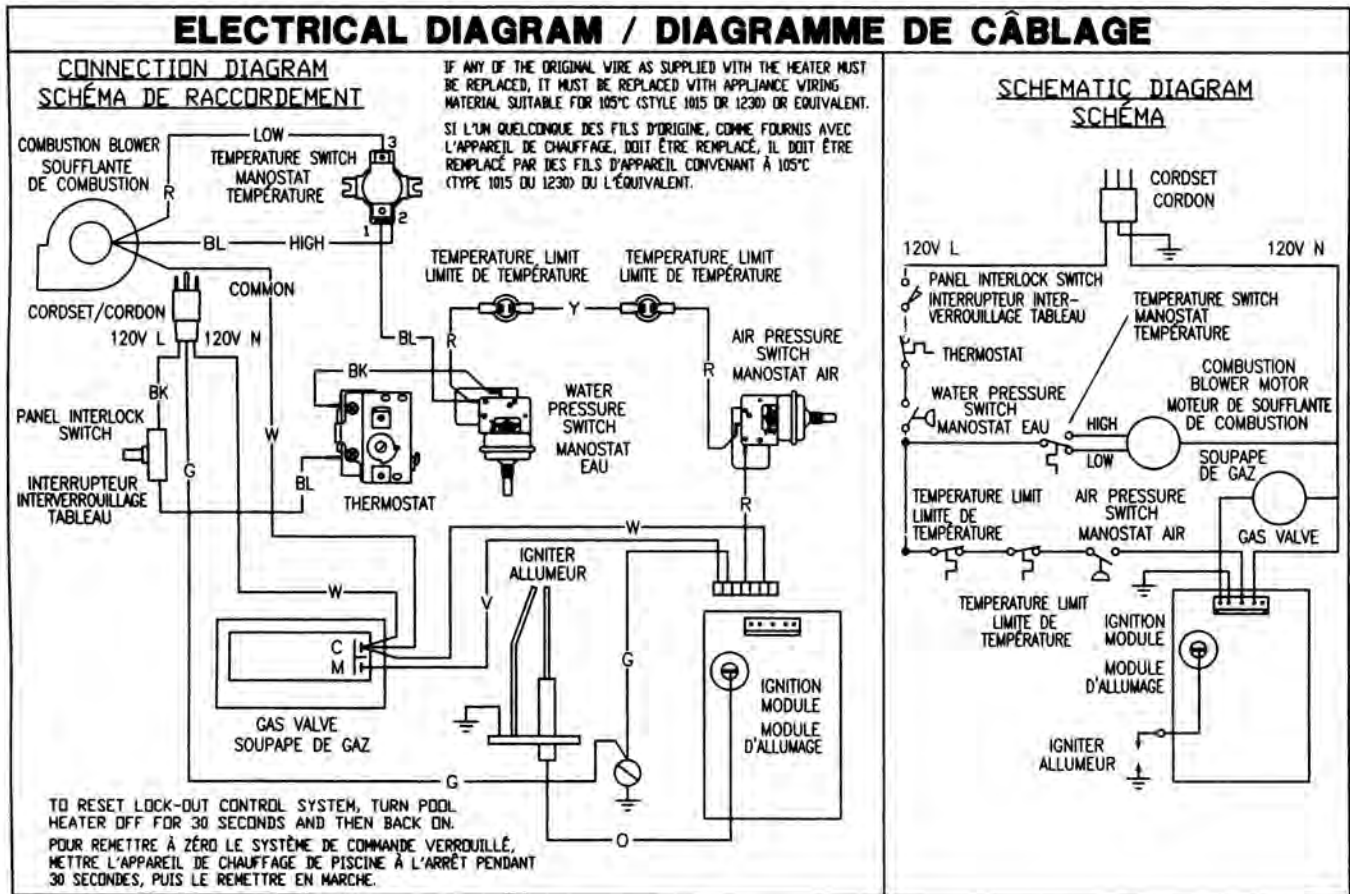 ELECTRICAL DIAGRAM / DIAGRAMME DE CÂBLAGE
CONNECTION DIAGRAM
SCHÉMA DE RACCORDEMENT
IF ANY OF THE ORIGINAL WIRE AS SUPPLIED WITH THE HEATER MUST
BE REPLACED, IT MUST BE REPLACED WITH APPLIANCE WIRING
MATERIAL SUITABLE FOR 105°C (STYLE 1015 OR 1230) OR EQUIVALENT.
SI L'UN QUELCONQUE DES FILS D'ORIGINE, COMME FOURNIS AVEC
L'APPAREIL DE CHAUFFAGE, DOIT ÊTRE REMPLACÉ, IL DOIT ÊTRE
REMPLACÉ PAR DES FILS D'APPAREIL CONVENANT À 105°C
(TYPE 1015 OU 1230) OU L'ÉQUIVALENT.
COMBUSTION BLOWER
SOUFFLANTE
DE COMBUSTION
LOW
3
TEMPERATURE SWITCH
MANOSTAT
TEMPÉRATURE
R
2
1
BL
HIGH
COMMON
CORDSET/CORDON
120V L
120V N
TEMPERATURE LIMIT
LIMITE DE TEMPÉRATURE
TEMPERATURE LIMIT
LIMITE DE TEMPÉRATURE
Y
R
BL
BK
R
AIR PRESSURE
SWITCH
MANOSTAT AIR
BK
PANEL INTERLOCK
SWITCH
INTERRUPTEUR
INTERVERROUILLAGE
TABLEAU
G
W
BL
THERMOSTAT
WATER
PRESSURE
SWITCH
MANOSTAT
EAU
R
W
V
IGNITER
ALLUMEUR
W
C
M
GAS VALVE
SOUPAPE DE GAZ
G
G
O
IGNITION
MODULE
MODULE
D'ALLUMAGE
TO RESET LOCK-OUT CONTROL SYSTEM, TURN POOL
HEATER OFF FOR 30 SECONDS AND THEN BACK ON.
POUR REMETTRE À ZÉRO LE SYSTÈME DE COMMANDE VERROUILLÉ,
METTRE L'APPAREIL DE CHAUFFAGE DE PISCINE À L'ARRÊT PENDANT
30 SECONDES, PUIS LE REMETTRE EN MARCHE.
SCHEMATIC DIAGRAM
SCHÉMA
CORDSET
CORDON
120V L
120V N
PANEL INTERLOCK SWITCH
INTERRUPTEUR INTER-
VERROUILLAGE TABLEAU
TEMPERATURE SWITCH
MANOSTAT
TEMPÉRATURE
THERMOSTAT
WATER PRESSURE
SWITCH
MANOSTAT EAU
HIGH
LOW
COMBUSTION
BLOWER MOTOR
MOTEUR DE SOUFFLANTE
DE COMBUSTION
SOUPAPE
DE GAZ
GAS VALVE
TEMPERATURE LIMIT
LIMITE DE
TEMPÉRATURE
AIR PRESSURE
SWITCH
MANOSTAT AIR
TEMPERATURE LIMIT
LIMITE DE
TEMPÉRATURE
IGNITION
MODULE
MODULE
D'ALLUMAGE
IGNITER
ALLUMEUR